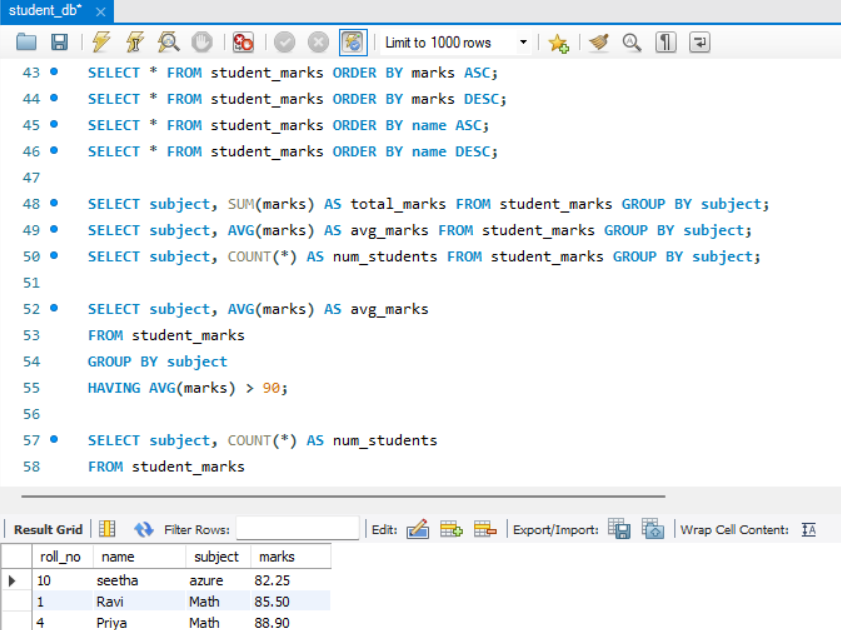 student_db*
Limit to 1000 rows
43 SELECT * FROM student_marks ORDER BY marks ASC;
44 SELECT * FROM student_marks ORDER BY marks DESC;
45 SELECT * FROM student_marks ORDER BY name ASC;
46 SELECT * FROM student_marks ORDER BY name DESC;
47
48 SELECT subject, SUM(marks) AS total_marks FROM student_marks GROUP BY subject;
49 SELECT subject, AVG(marks) AS avg_marks FROM student_marks GROUP BY subject;
50 SELECT subject, COUNT(*) AS num_students FROM student_marks GROUP BY subject;
51
52 SELECT subject, AVG(marks) AS avg_marks
53 FROM student_marks
54 GROUP BY subject
55 HAVING AVG(marks) > 90;
56
57 SELECT subject, COUNT(*) AS num_students
58 FROM student_marks
Result Grid Filter Rows: Edit: Export/Import: Wrap Cell Content:
roll_no name subject marks
10 seetha azure 82.25
1 Ravi Math 85.50
4 Priya Math 88.90